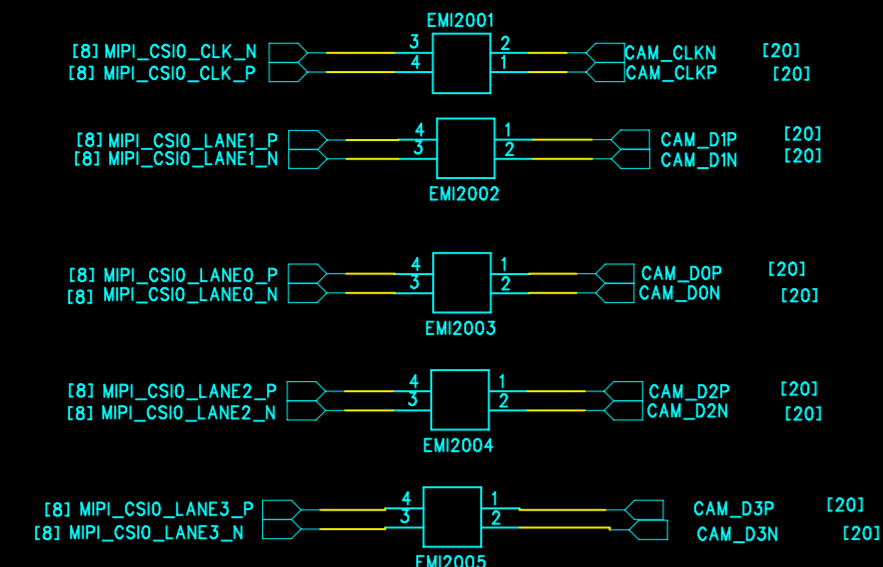 EMI2001
[8] MIPI_CSI0_CLK_N 3 2 CAM_CLKN [20]
[8] MIPI_CSI0_CLK_P 4 1 CAM_CLKP [20]
[8] MIPI_CSI0_LANE1_P 4 1 CAM_D1P [20]
[8] MIPI_CSI0_LANE1_N 3 2 CAM_D1N [20]
EMI2002
[8] MIPI_CSI0_LANE0_P 4 1 CAM_D0P [20]
[8] MIPI_CSI0_LANE0_N 3 2 CAM_D0N [20]
EMI2003
[8] MIPI_CSI0_LANE2_P 4 1 CAM_D2P [20]
[8] MIPI_CSI0_LANE2_N 3 2 CAM_D2N [20]
EMI2004
[8] MIPI_CSI0_LANE3_P 4 1 CAM_D3P [20]
[8] MIPI_CSI0_LANE3_N 3 2 CAM_D3N [20]
EMI2005